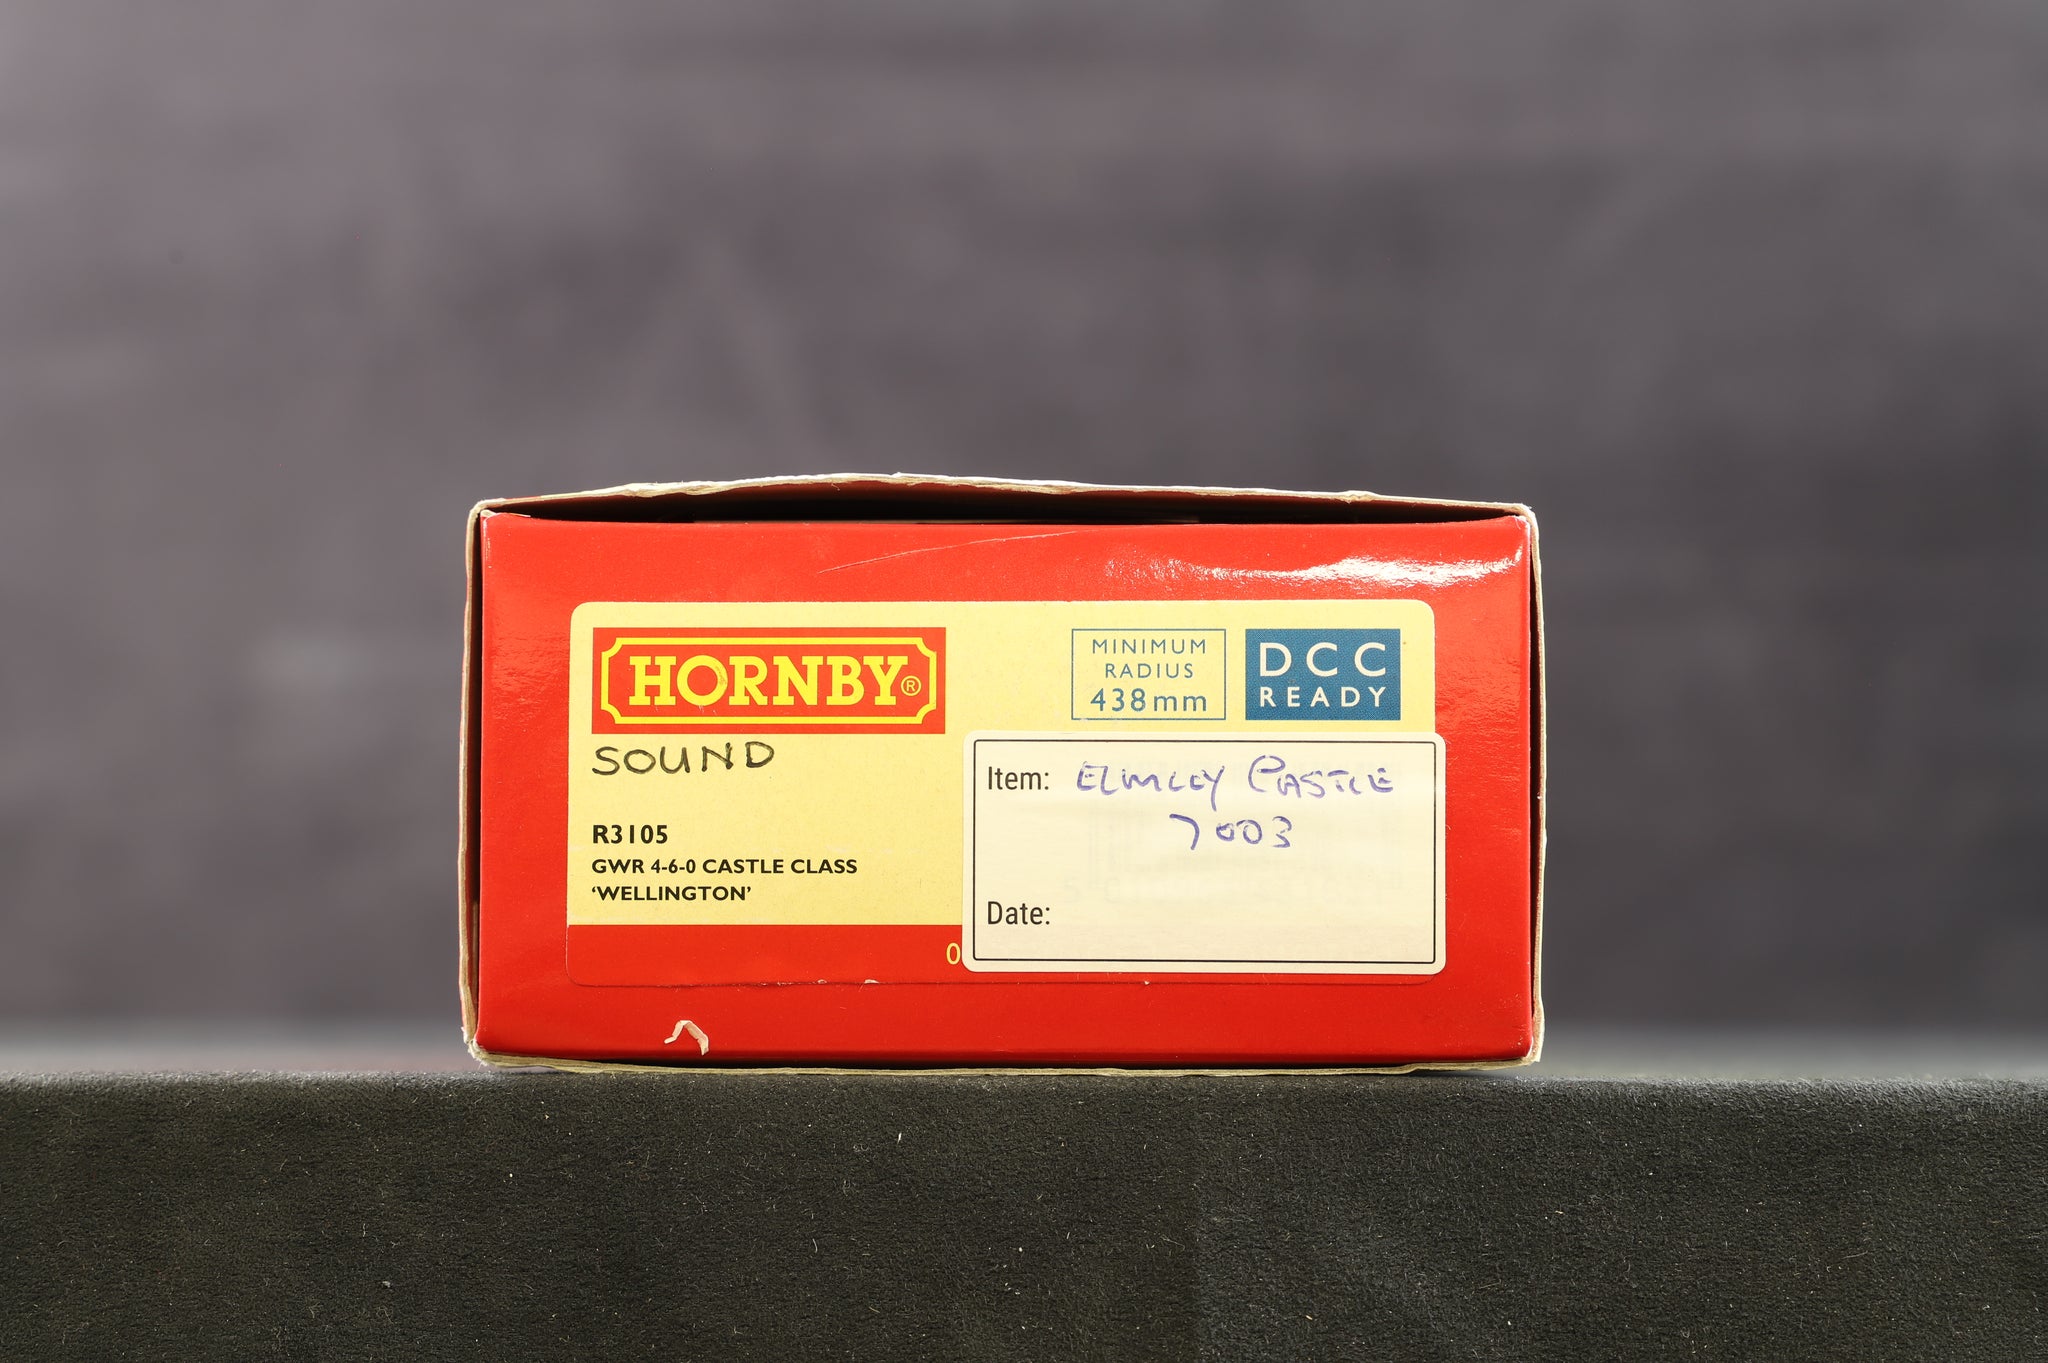 HORNBY®
MINIMUM
RADIUS
438mm
DCC
READY
SOUND
R3105
GWR 4-6-0 CASTLE CLASS
‘WELLINGTON’
Item: ELMLEY CASTLE
7003
Date:
0